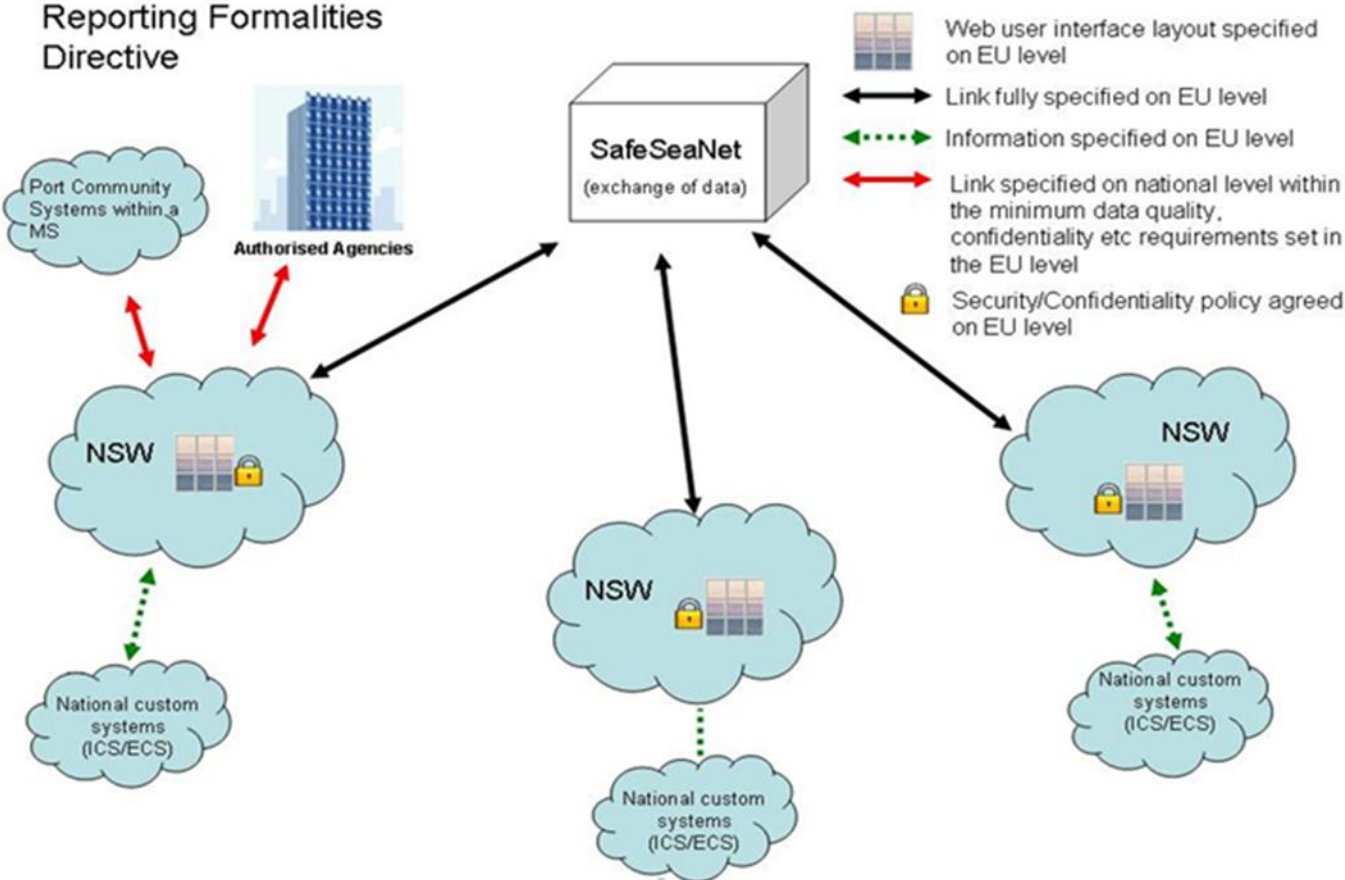 Reporting Formalities
Directive
Web user interface layout specified
on EU level
Link fully specified on EU level
Information specified on EU level
Link specified on national level within
the minimum data quality,
confidentiality etc requirements set in
the EU level
Security/Confidentiality policy agreed
on EU level
SafeSeaNet
(exchange of data)
Port Community
Systems within a
MS
Authorised Agencies
NSW
NSW
NSW
National custom
systems
(ICS/ECS)
National custom
systems
(ICS/ECS)
National custom
systems
(ICS/ECS)